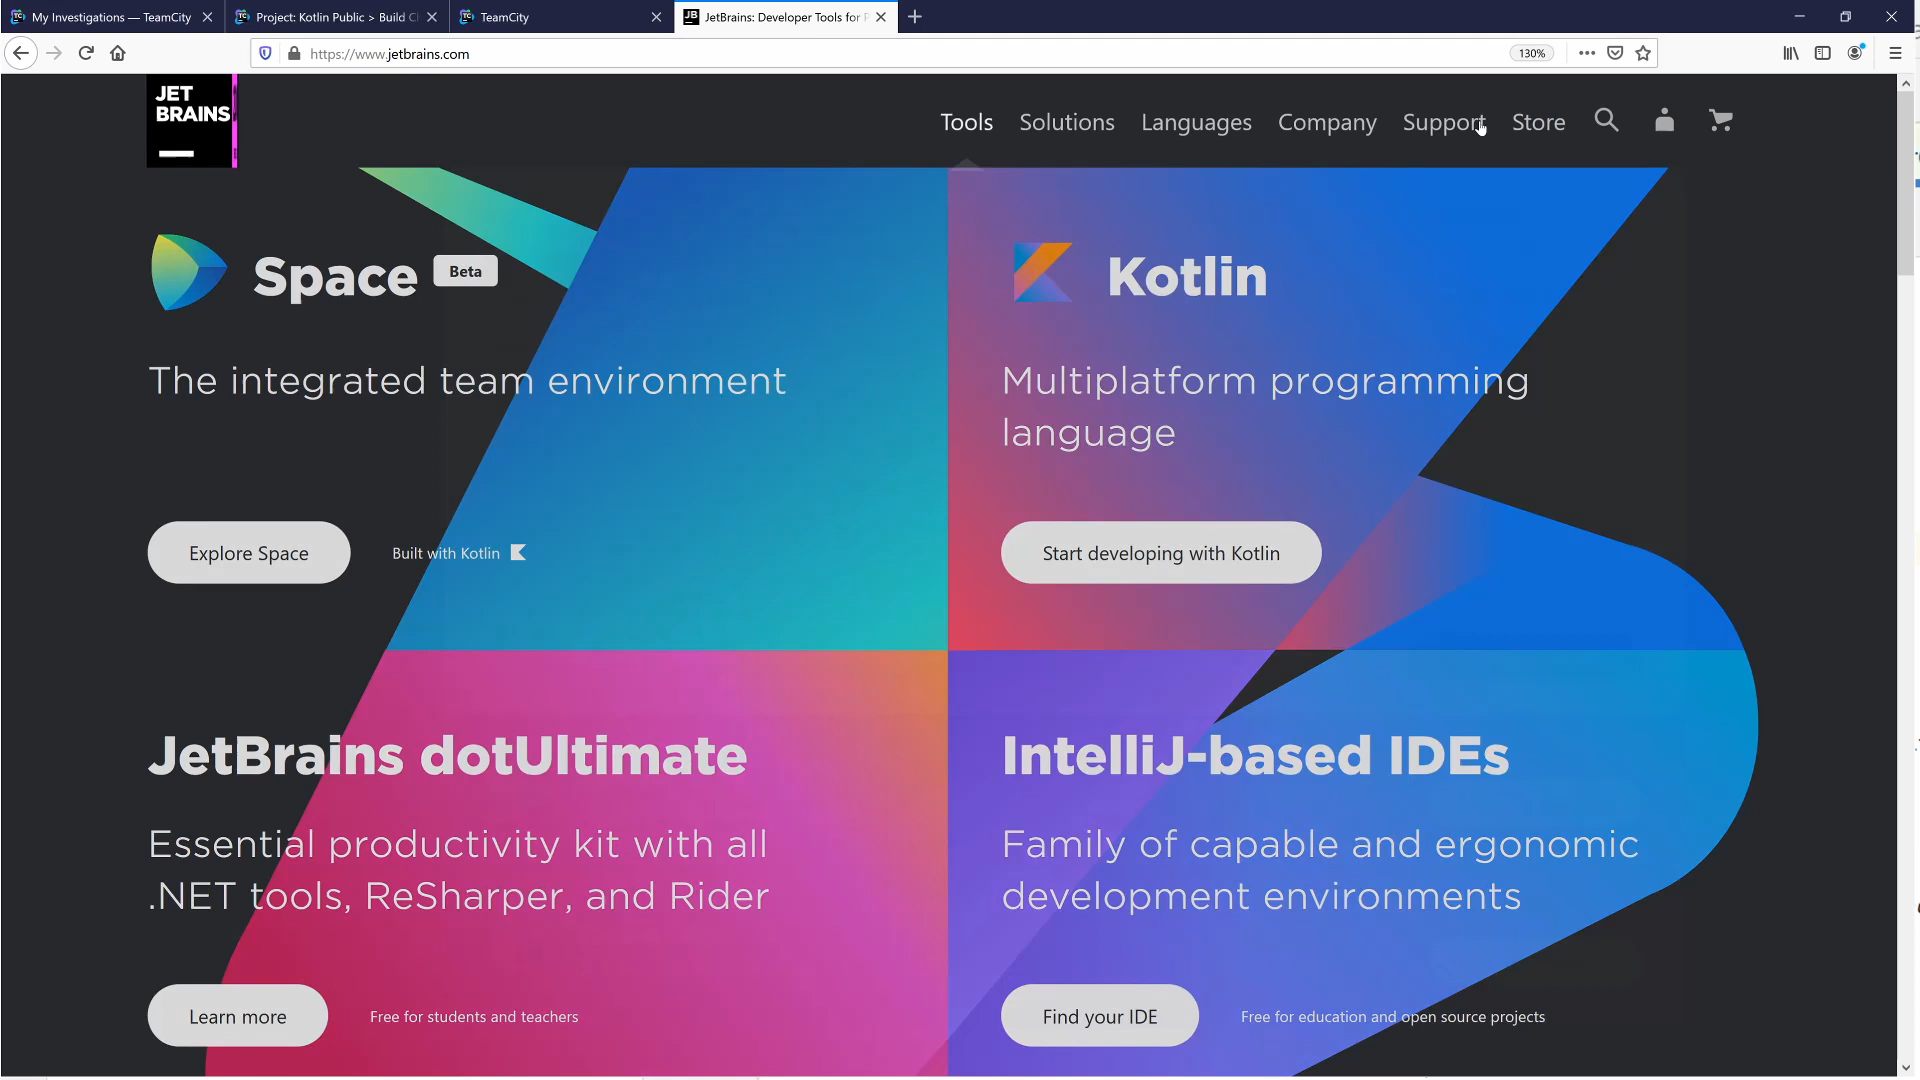 My Investigations — TeamCity
Project: Kotlin Public > Build C
TeamCity
JetBrains: Developer Tools for P
https://www.jetbrains.com
130%
JET
BRAINS
Tools
Solutions
Languages
Company
Support
Store
Space
Beta
The integrated team environment
Explore Space
Built with Kotlin
Kotlin
Multiplatform programming
language
Start developing with Kotlin
JetBrains dotUltimate
Essential productivity kit with all
.NET tools, ReSharper, and Rider
Learn more
Free for students and teachers
IntelliJ-based IDEs
Family of capable and ergonomic
development environments
Find your IDE
Free for education and open source projects